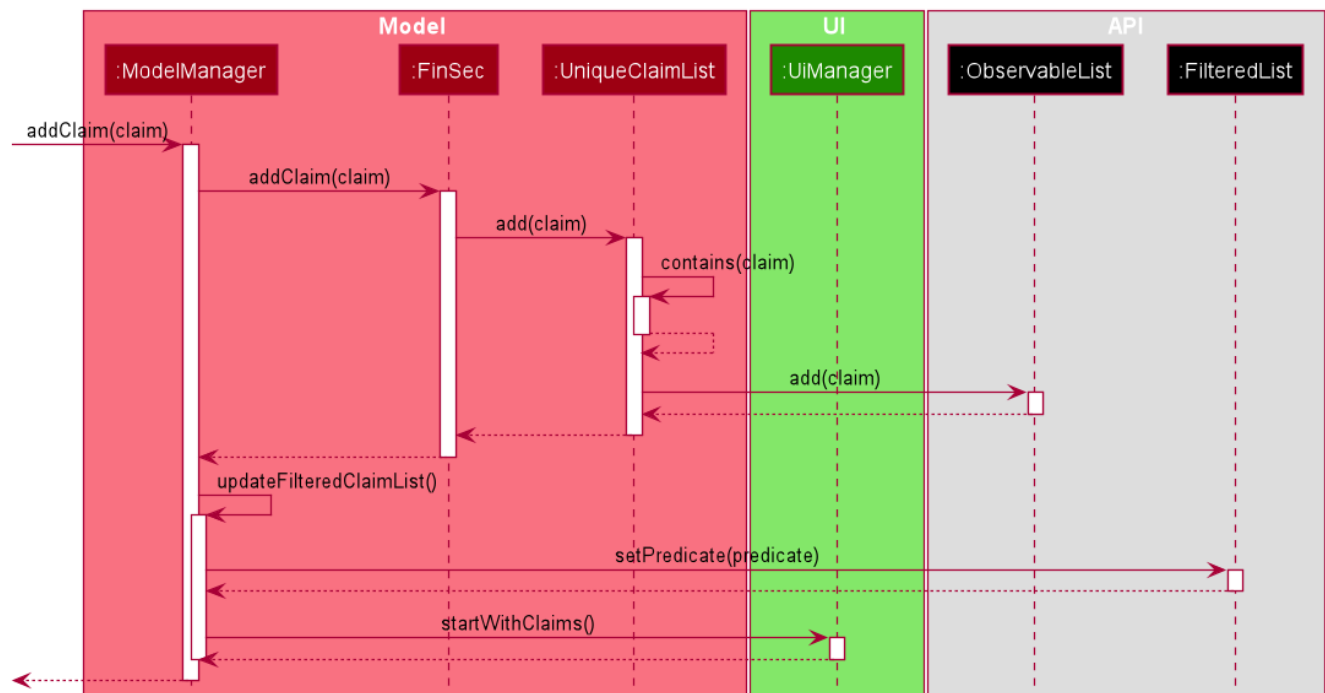 Model
UI
API
:ModelManager
:FinSec
:UniqueClaimList
:UiManager
:ObservableList
:FilteredList
addClaim(claim)
addClaim(claim)
add(claim)
contains(claim)
add(claim)
updateFilteredClaimList()
setPredicate(predicate)
startWithClaims()